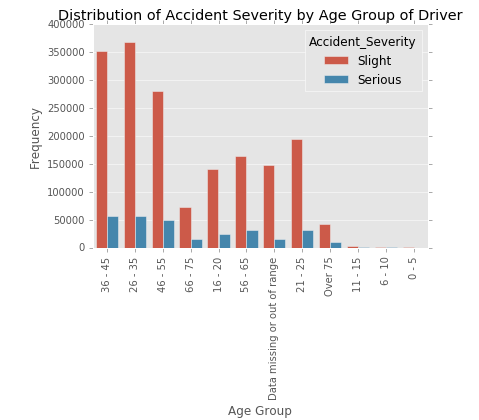 Distribution of Accident Severity by Age Group of Driver
Accident_Severity
Slight
Serious
Frequency
400000
350000
300000
250000
200000
150000
100000
50000
0
36 - 45
26 - 35
46 - 55
66 - 75
16 - 20
56 - 65
Data missing or out of range
21 - 25
Over 75
11 - 15
6 - 10
0 - 5
Age Group